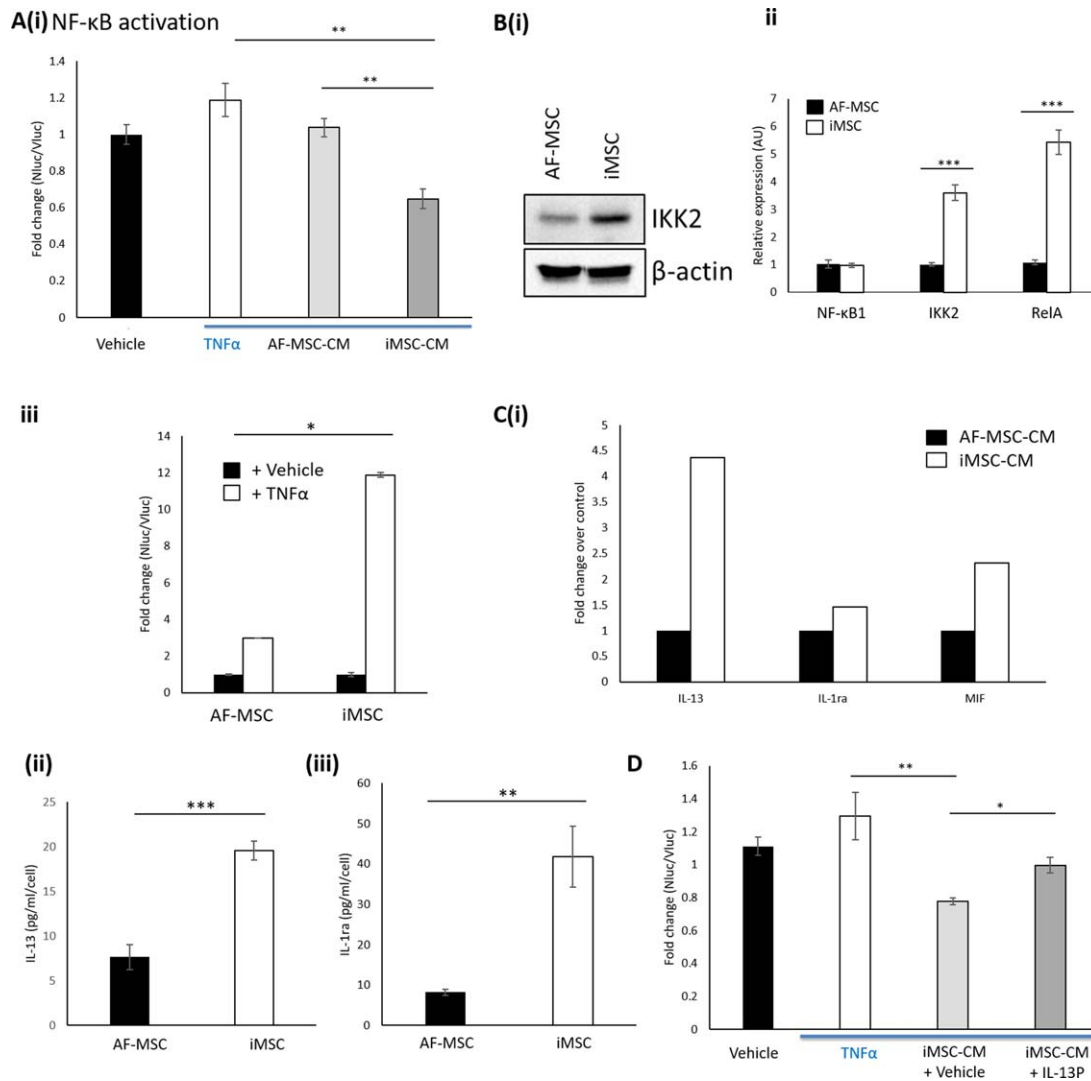 A(i) NF-κB activation
**
**
Fold change (Nluc/Vluc)
1.4
1.2
1
0.8
0.6
0.4
0.2
0
Vehicle
TNFα
AF-MSC-CM
iMSC-CM
B(i)
AF-MSC
iMSC
IKK2
β-actin
ii
AF-MSC
iMSC
***
***
Relative expression (AU)
7
6
5
4
3
2
1
0
NF-κB1
IKK2
RelA
iii
*
+ Vehicle
+ TNFα
Fold change (Nluc/Vluc)
14
12
10
8
6
4
2
0
AF-MSC
iMSC
C(i)
AF-MSC-CM
iMSC-CM
Fold change over control
5
4.5
4
3.5
3
2.5
2
1.5
1
0.5
0
IL-13
IL-1ra
MIF
(ii)
***
IL-13 (pg/ml/cell)
25
20
15
10
5
0
AF-MSC
iMSC
(iii)
**
IL-1ra (pg/ml/cell)
60
50
40
30
20
10
0
AF-MSC
iMSC
D
**
*
Fold change (Nluc/Vluc)
1.6
1.4
1.2
1
0.8
0.6
0.4
0.2
0
Vehicle
TNFα
iMSC-CM
+ Vehicle
iMSC-CM
+ IL-13P